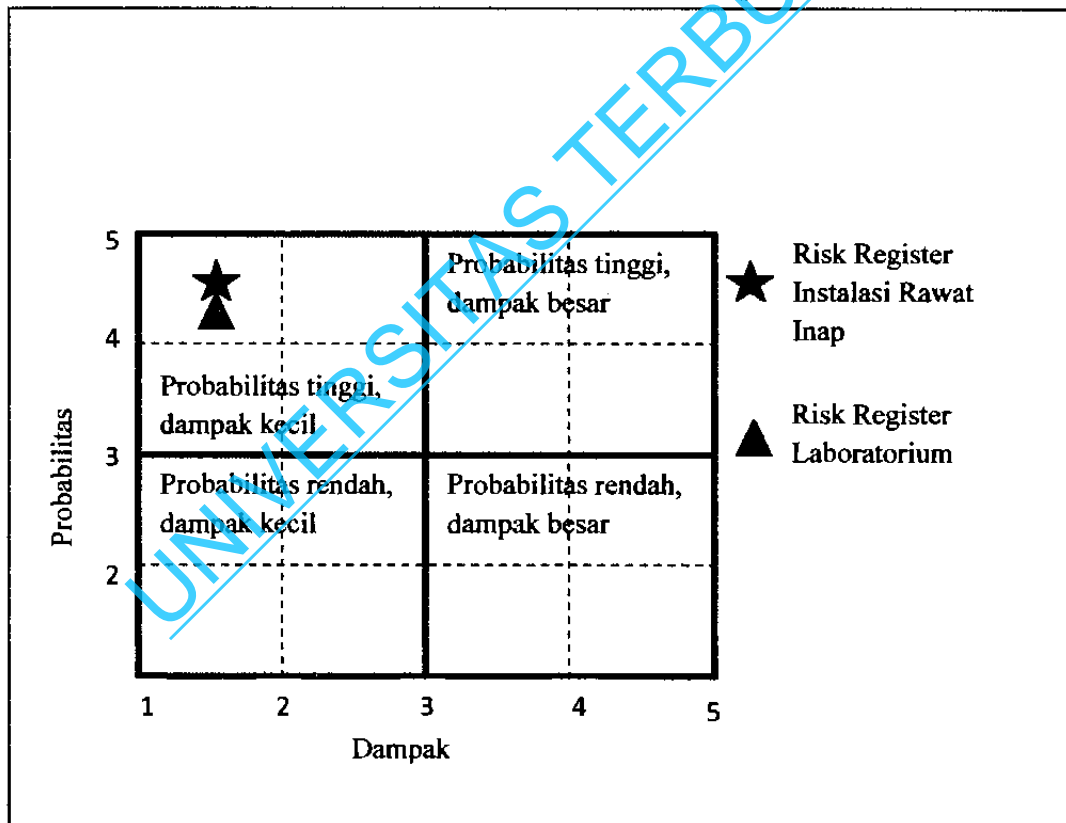 UNIVERSITAS TERBU
5
Probabilitas tinggi,
dampak besar
4
Probabilitas tinggi,
dampak kecil
3
Probabilitas rendah,
dampak kecil
Probabilitas rendah,
dampak besar
2
1 2 3 4 5
Probabilitas
Dampak
Risk Register
Instalasi Rawat
Inap
Risk Register
Laboratorium